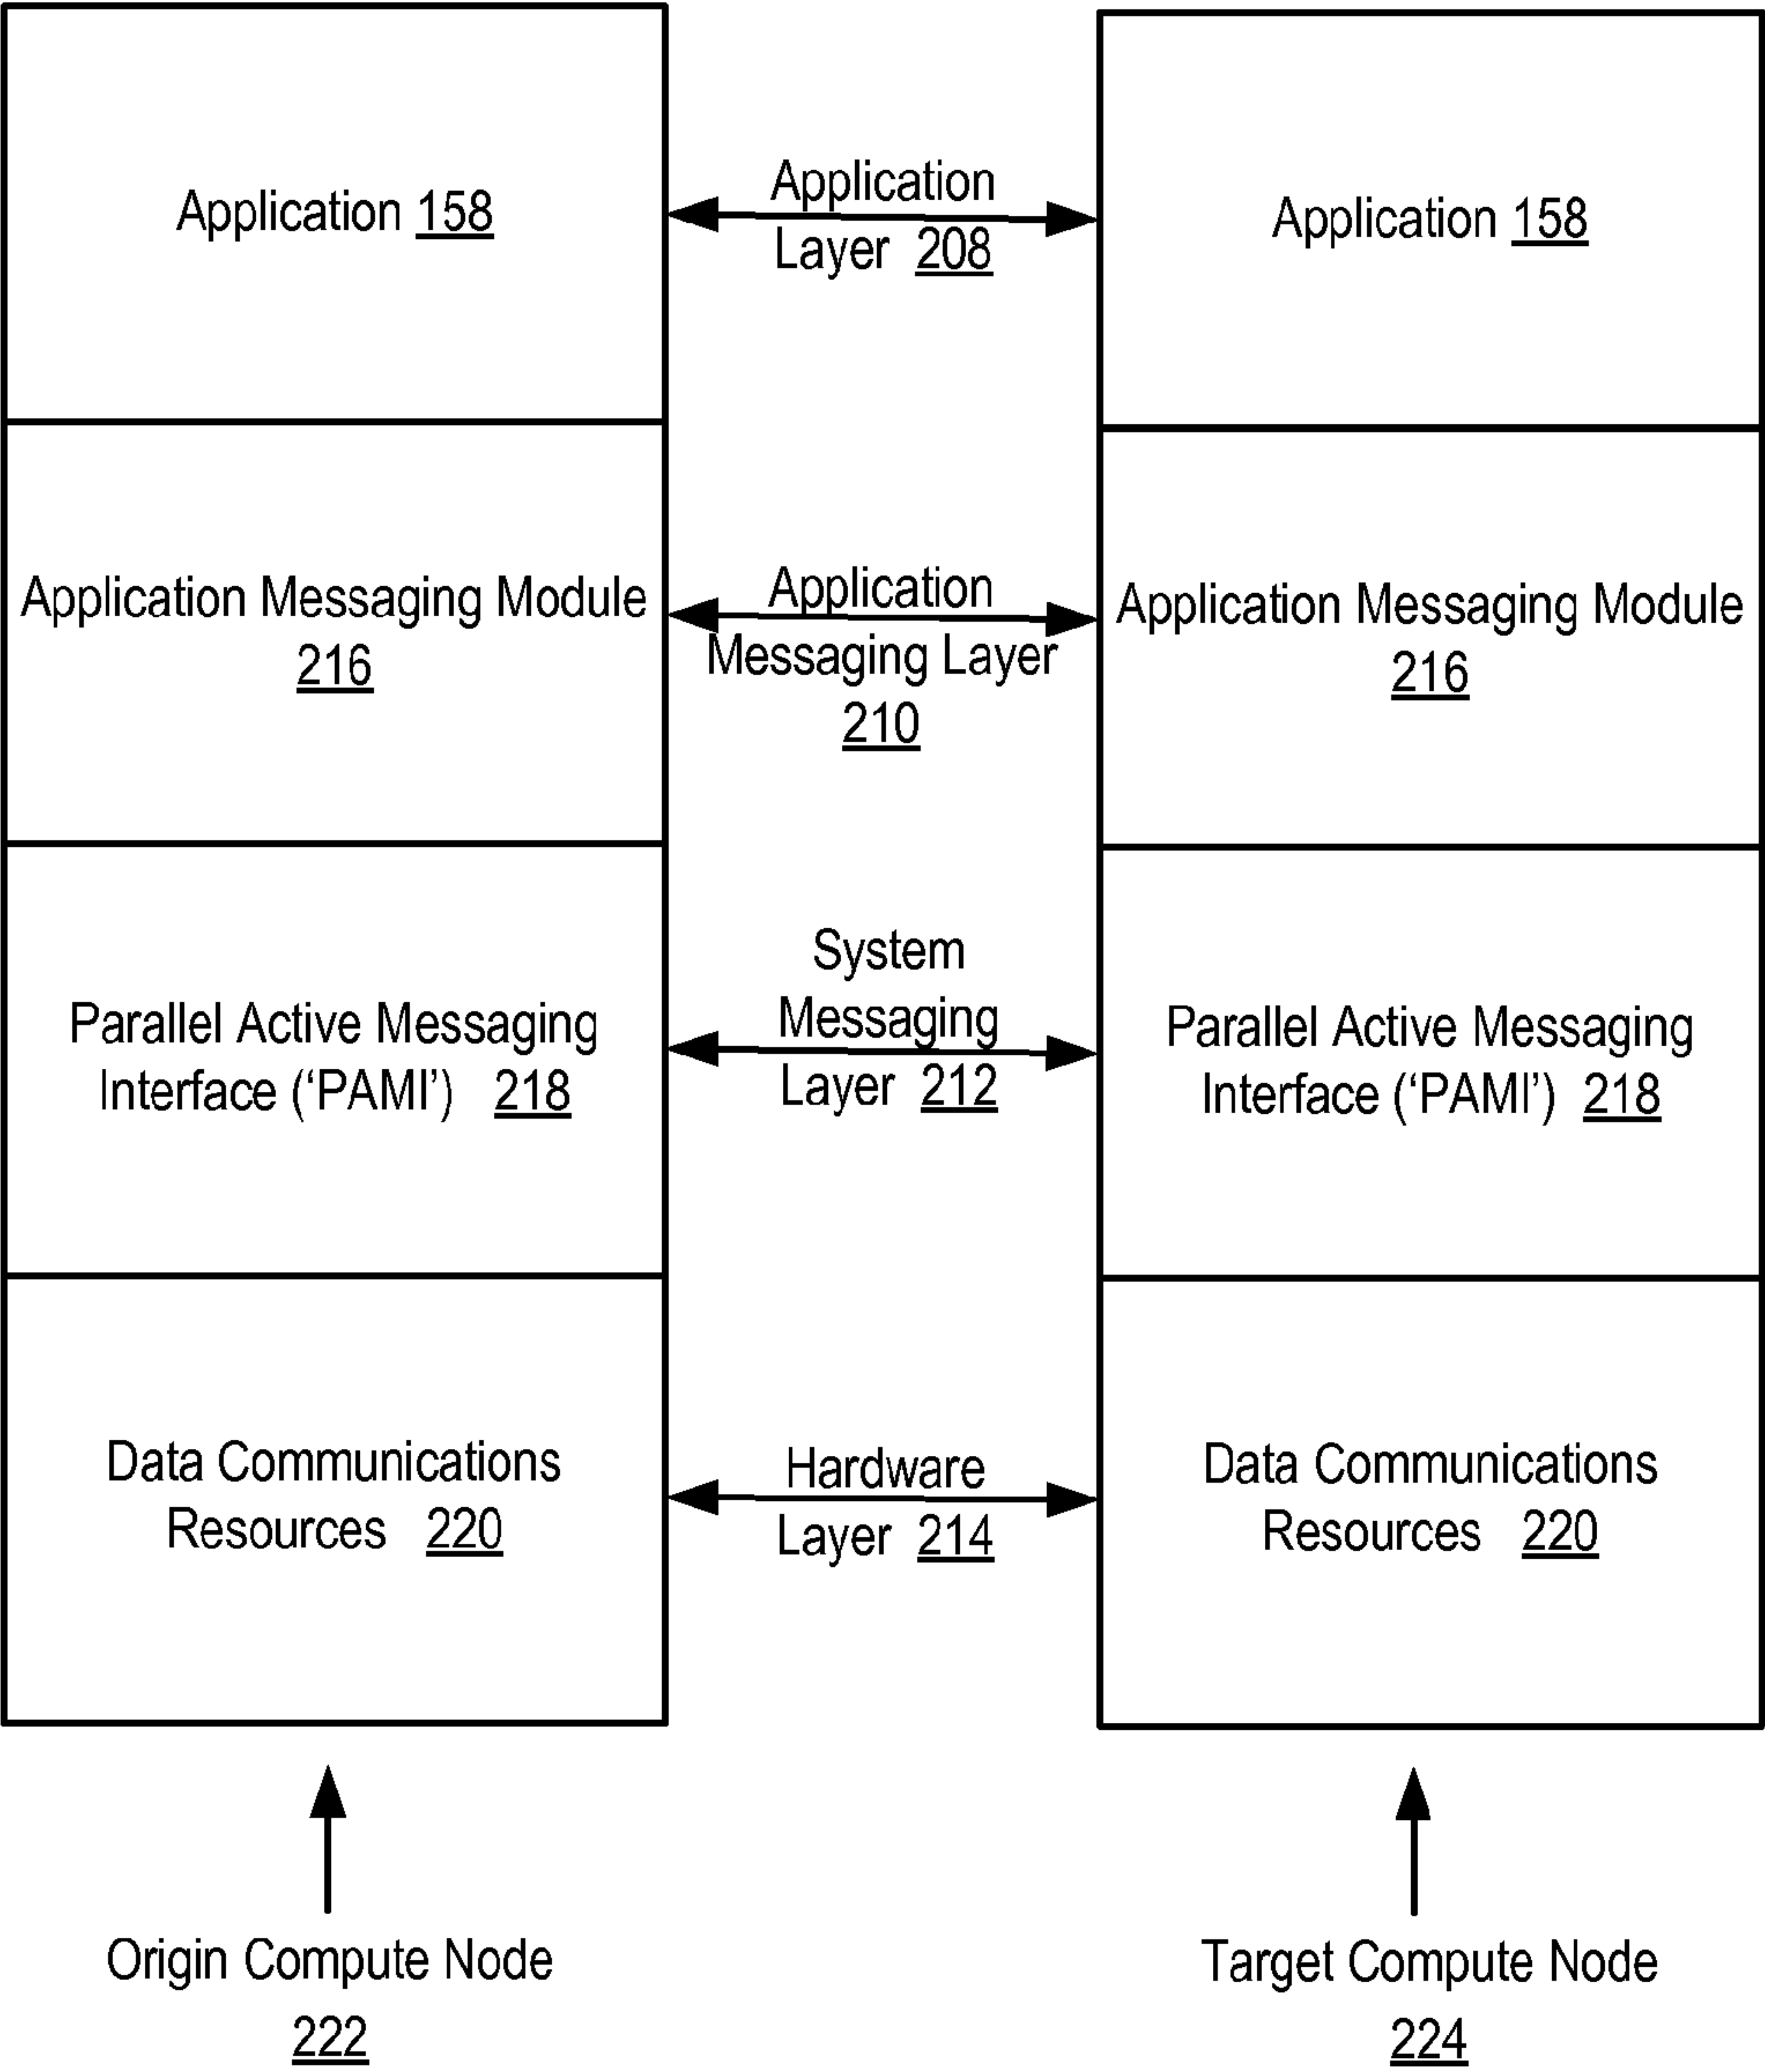 Application 158
Application
Layer 208
Application 158
Application Messaging Module
216
Application
Messaging Layer
210
Application Messaging Module
216
Parallel Active Messaging
Interface (‘PAMI’) 218
System
Messaging
Layer 212
Parallel Active Messaging
Interface (‘PAMI’) 218
Data Communications
Resources 220
Hardware
Layer 214
Data Communications
Resources 220
Origin Compute Node
222
Target Compute Node
224